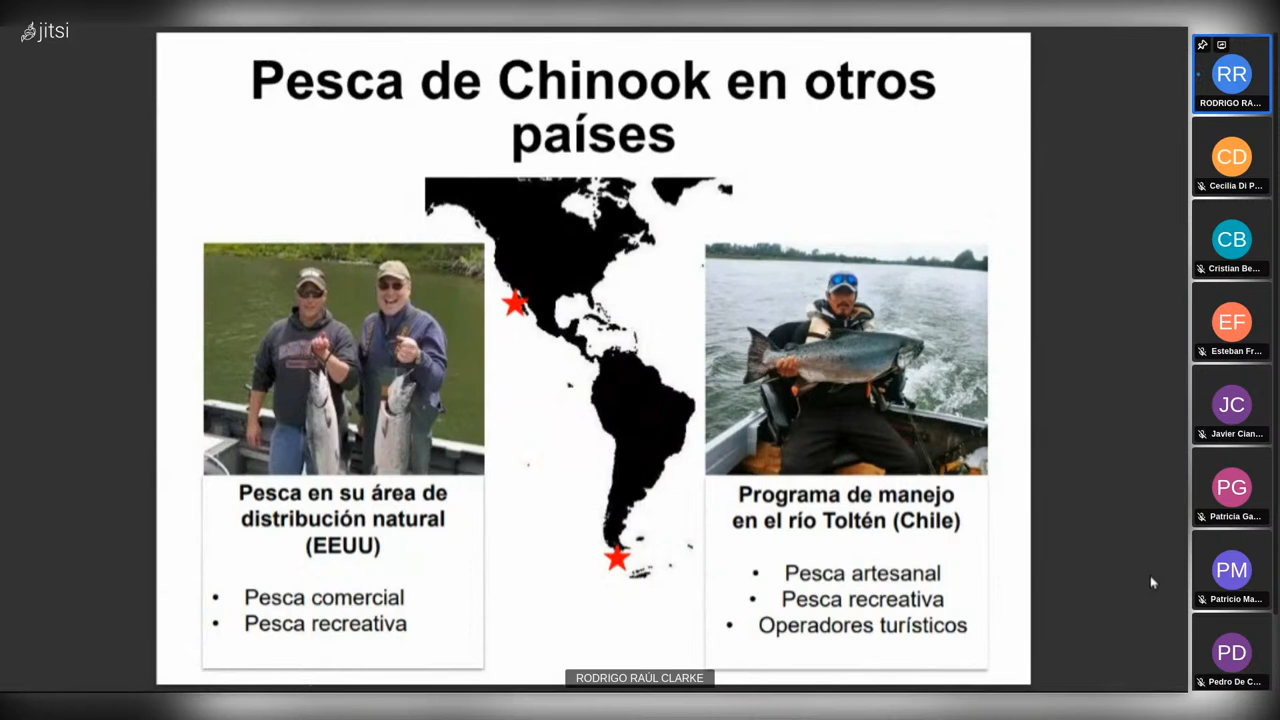 jitsi
Pesca de Chinook en otros
países
Pesca en su área de
distribución natural
(EEUU)
• Pesca comercial
• Pesca recreativa
Programa de manejo
en el río Toltén (Chile)
• Pesca artesanal
• Pesca recreativa
• Operadores turísticos
RODRIGO RAÚL CLARKE
RR
RODRIGO RA...
CD
Cecilia Di P...
CB
Cristian Be...
EF
Esteban Fr...
JC
Javier Cian...
PG
Patricia Ga...
PM
Patricio Ma...
PD
Pedro De C...